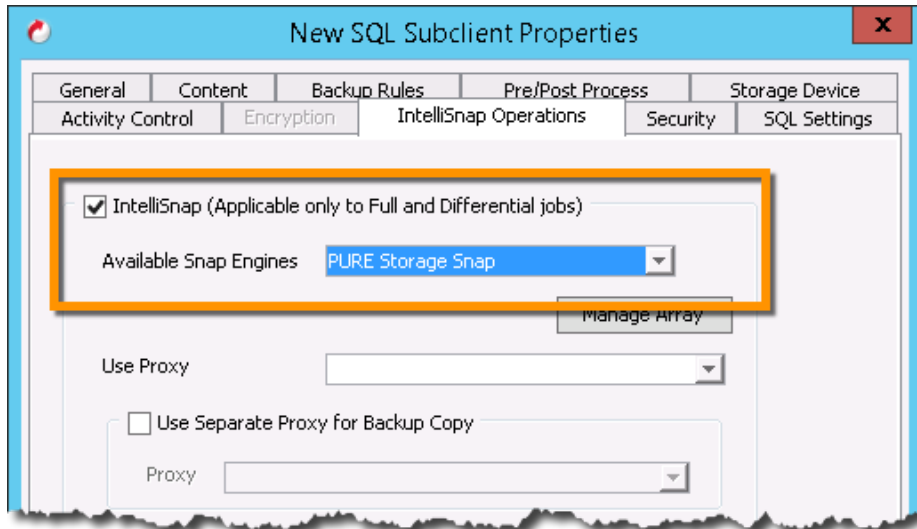 New SQL Subclient Properties
x
General Content Backup Rules Pre/Post Process Storage Device
Activity Control Encryption IntelliSnap Operations Security SQL Settings
IntelliSnap (Applicable only to Full and Differential jobs)
Available Snap Engines PURE Storage Snap
Manage Array
Use Proxy
Use Separate Proxy for Backup Copy
Proxy